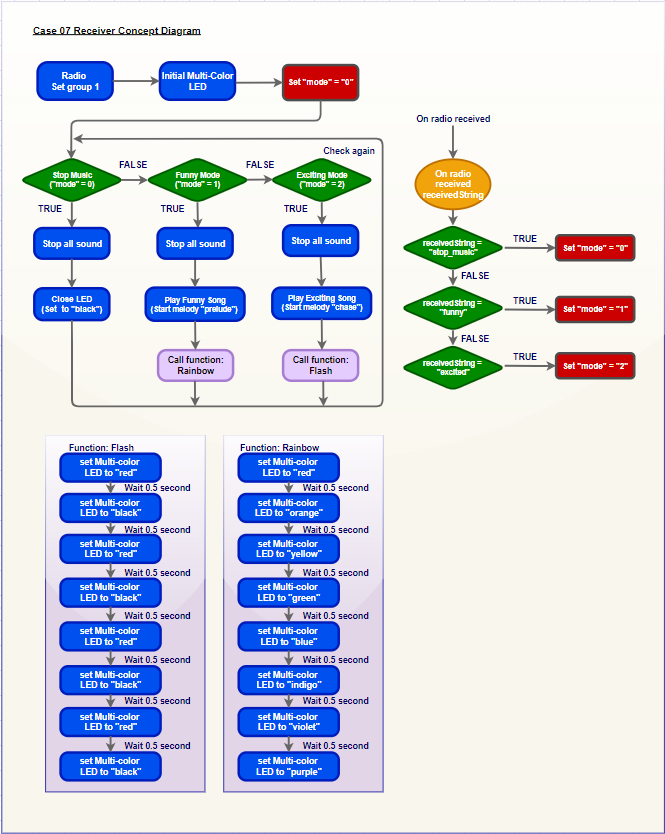 Case 07 Receiver Concept Diagram
Radio
Set group 1
Initial Multi-Color
LED
Set "mode" = "0"
Check again
Stop Music
("mode" = 0)
FALSE
Funny Mode
("mode" = 1)
FALSE
Exciting Mode
("mode" = 2)
TRUE
TRUE
TRUE
Stop all sound
Stop all sound
Stop all sound
Close LED
(Set  to "black")
Play Funny Song
(Start melody "prelude")
Play Exciting Song
(Start melody "chase")
Call function:
Rainbow
Call function:
Flash
On radio received
On radio
received
receivedString
receivedString =
"stop_music"
TRUE
Set "mode" = "0"
FALSE
receivedString =
"funny"
TRUE
Set "mode" = "1"
FALSE
receivedString =
"excited"
TRUE
Set "mode" = "2"
Function: Flash
set Multi-color
LED to "red"
Wait 0.5 second
set Multi-color
LED to "black"
Wait 0.5 second
set Multi-color
LED to "red"
Wait 0.5 second
set Multi-color
LED to "black"
Wait 0.5 second
set Multi-color
LED to "red"
Wait 0.5 second
set Multi-color
LED to "black"
Wait 0.5 second
set Multi-color
LED to "red"
Wait 0.5 second
set Multi-color
LED to "black"
Function: Rainbow
set Multi-color
LED to "red"
Wait 0.5 second
set Multi-color
LED to "orange"
Wait 0.5 second
set Multi-color
LED to "yellow"
Wait 0.5 second
set Multi-color
LED to "green"
Wait 0.5 second
set Multi-color
LED to "blue"
Wait 0.5 second
set Multi-color
LED to "indigo"
Wait 0.5 second
set Multi-color
LED to "violet"
Wait 0.5 second
set Multi-color
LED to "purple"